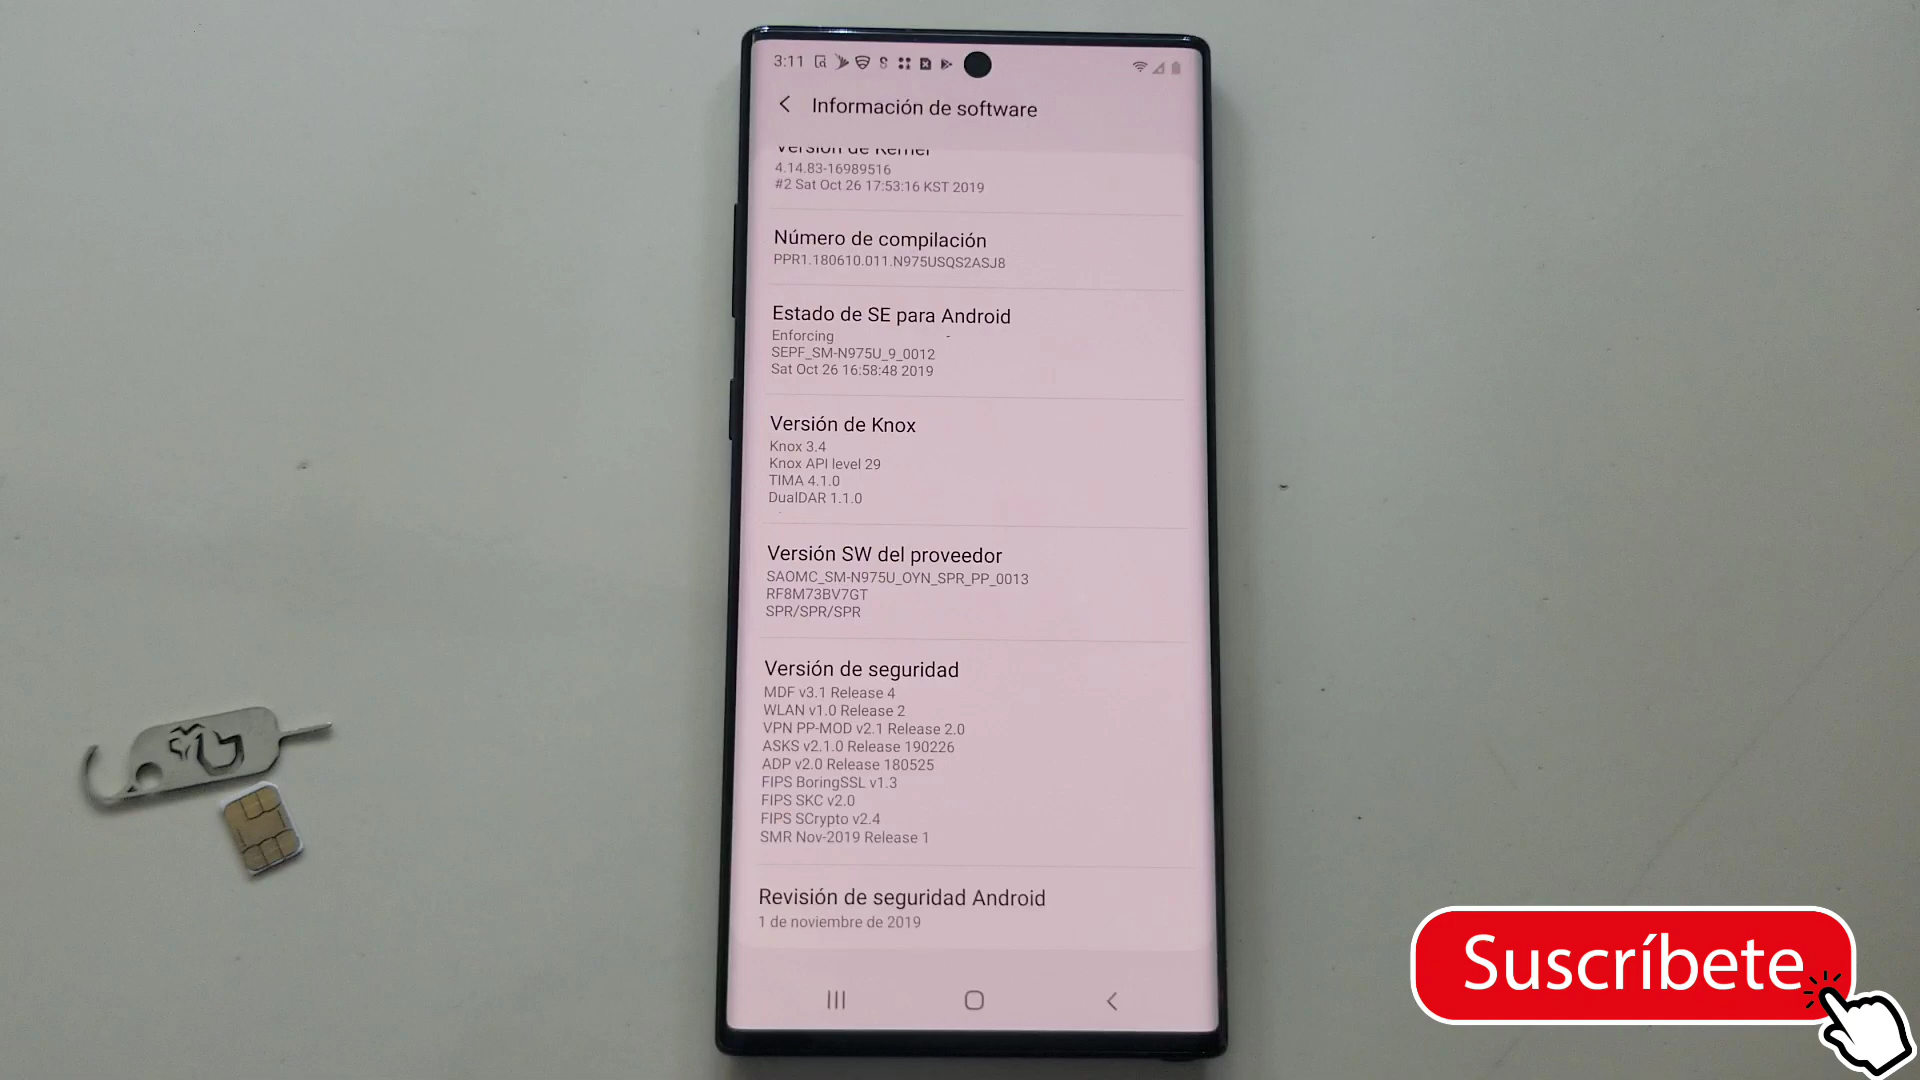 3:11
Información de software
Versión de Kernel
4.14.83-16989516
#2 Sat Oct 26 17:53:16 KST 2019
Número de compilación
PPR1.180610.011.N975USQS2ASJ8
Estado de SE para Android
Enforcing
SEPF_SM-N975U_9_0012
Sat Oct 26 16:58:48 2019
Versión de Knox
Knox 3.4
Knox API level 29
TIMA 4.1.0
DualDAR 1.1.0
Versión SW del proveedor
SAOMC_SM-N975U_OYN_SPR_PP_0013
RF8M73BV7GT
SPR/SPR/SPR
Versión de seguridad
MDF v3.1 Release 4
WLAN v1.0 Release 2
VPN PP-MOD v2.1 Release 2.0
ASKS v2.1.0 Release 190226
ADP v2.0 Release 180525
FIPS BoringSSL v1.3
FIPS SKC v2.0
FIPS SCrypto v2.4
SMR Nov-2019 Release 1
Revisión de seguridad Android
1 de noviembre de 2019
Suscríbete